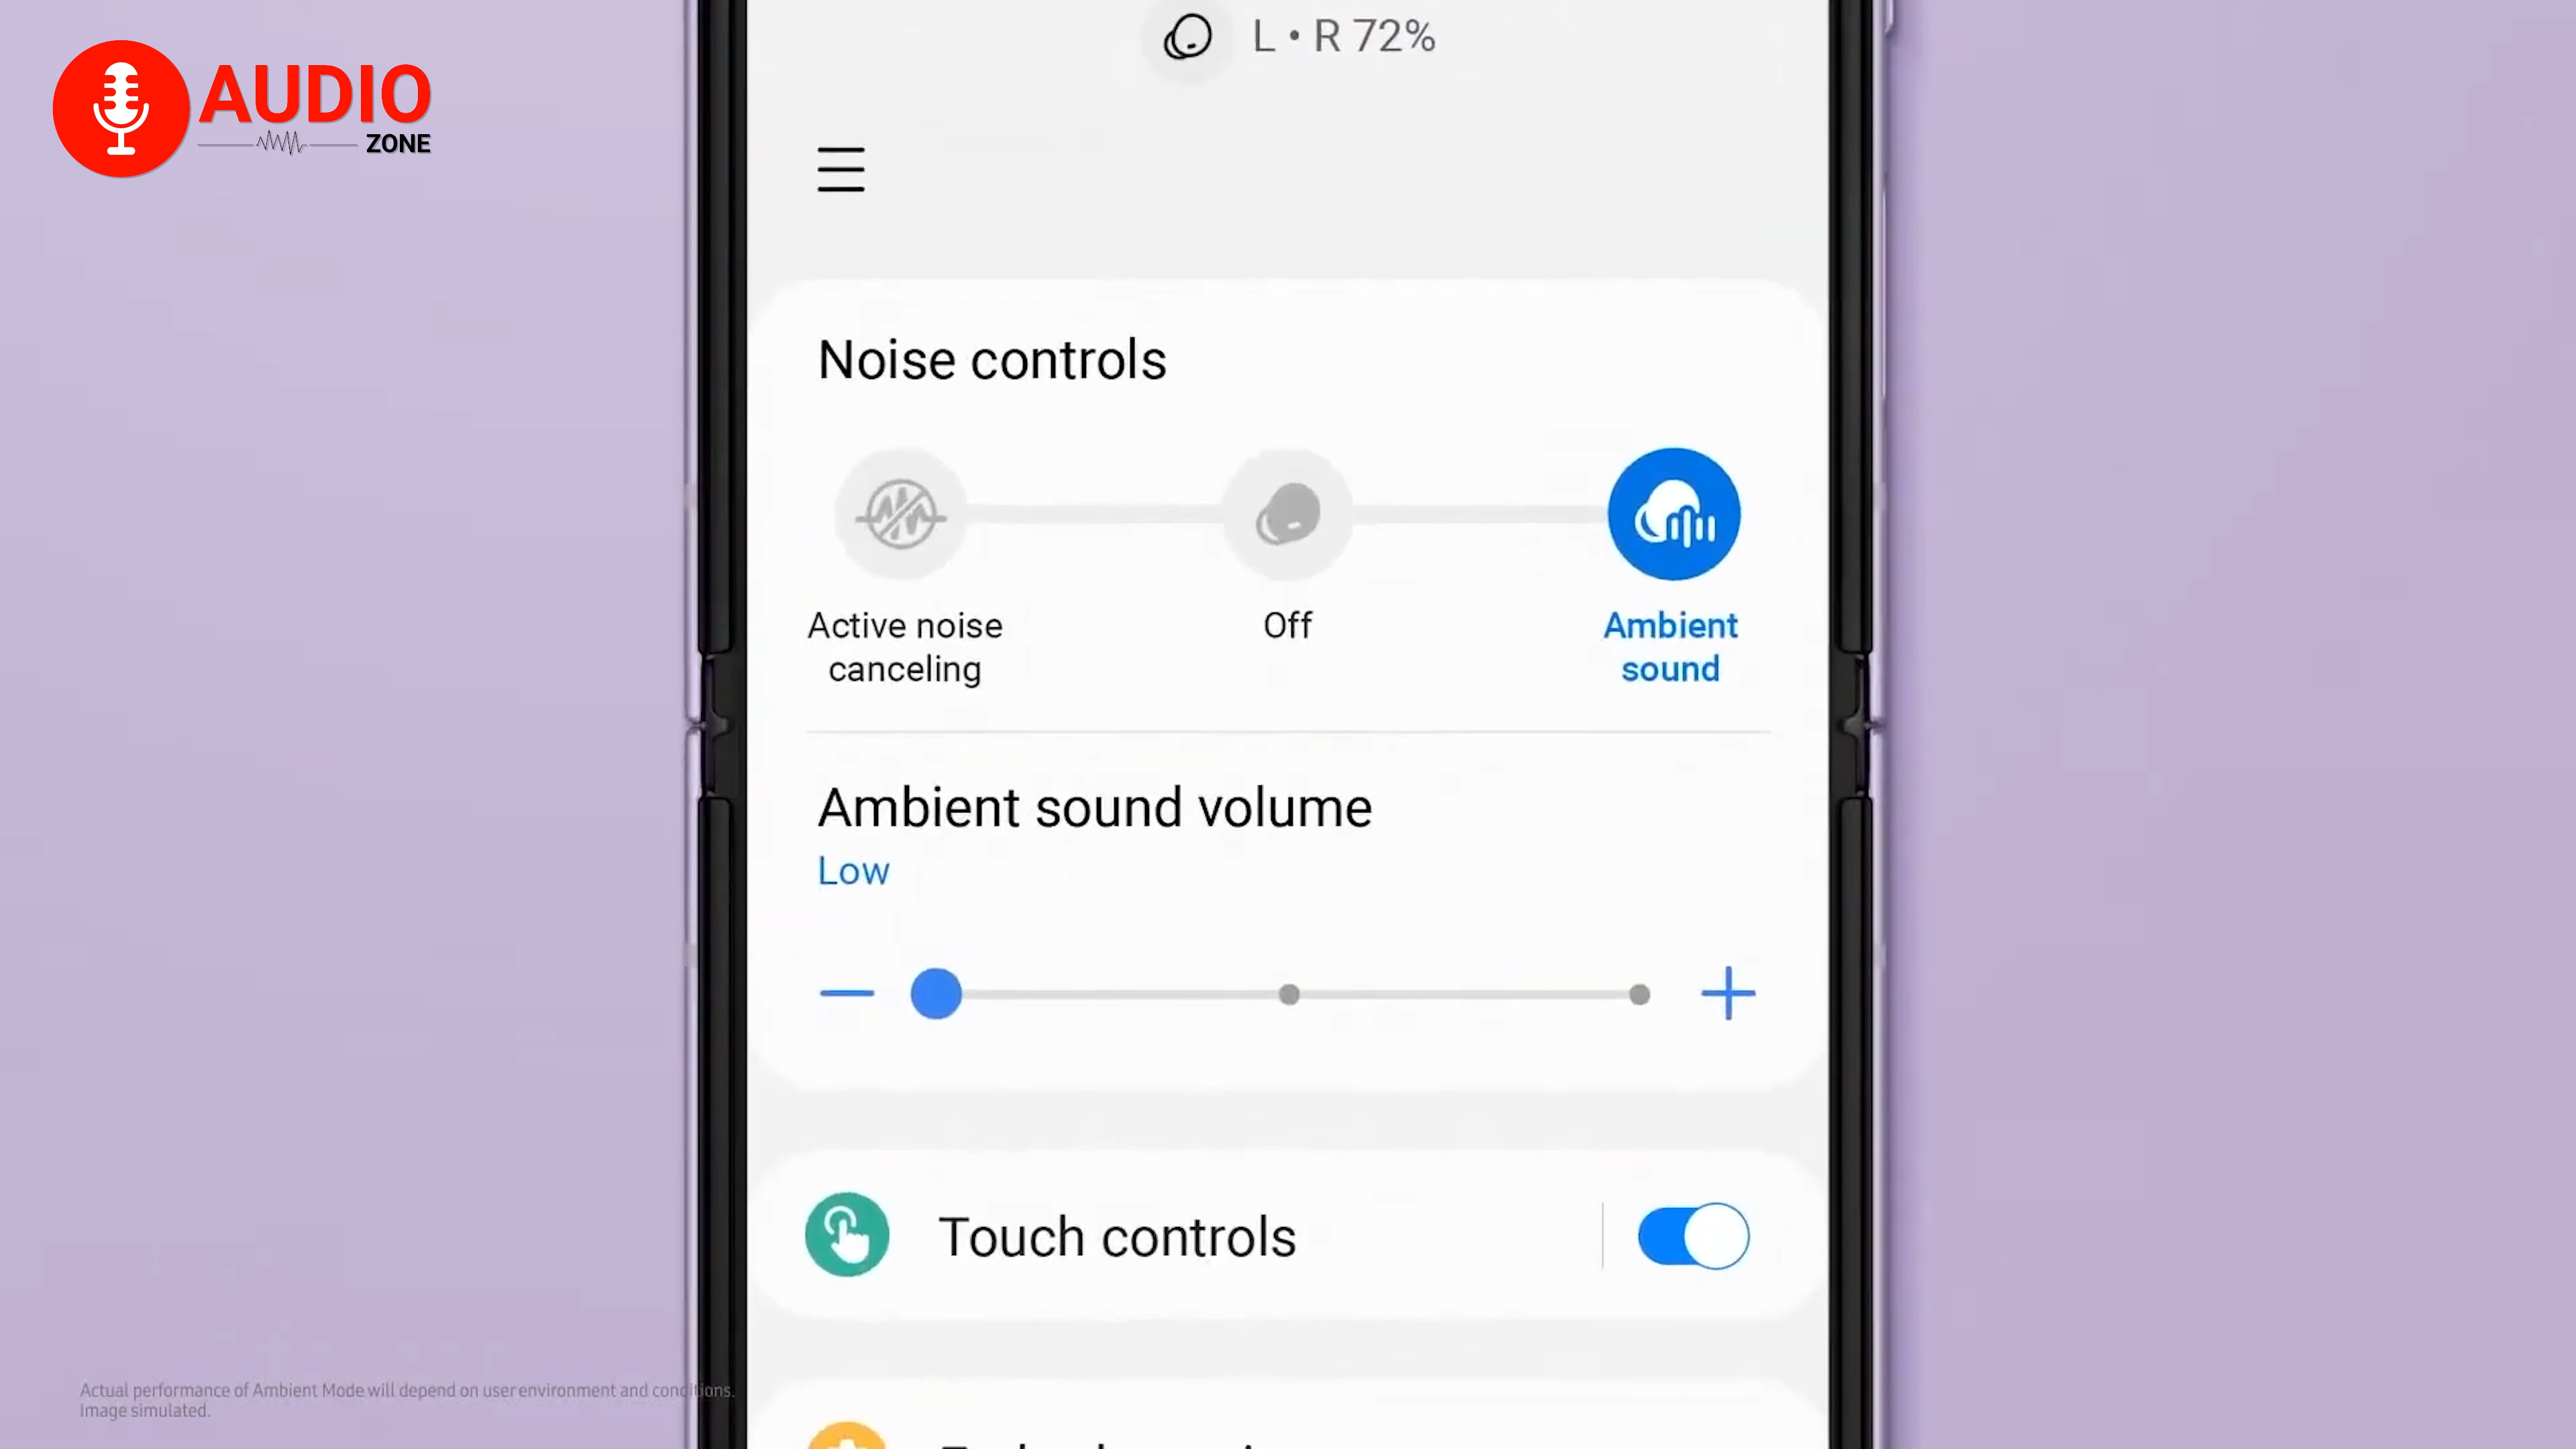 AUDIO
ZONE
L • R 72%
Noise controls
Active noise
canceling
Off
Ambient
sound
Ambient sound volume
Low
Touch controls
Actual performance of Ambient Mode will depend on user environment and conditions.
Image simulated.